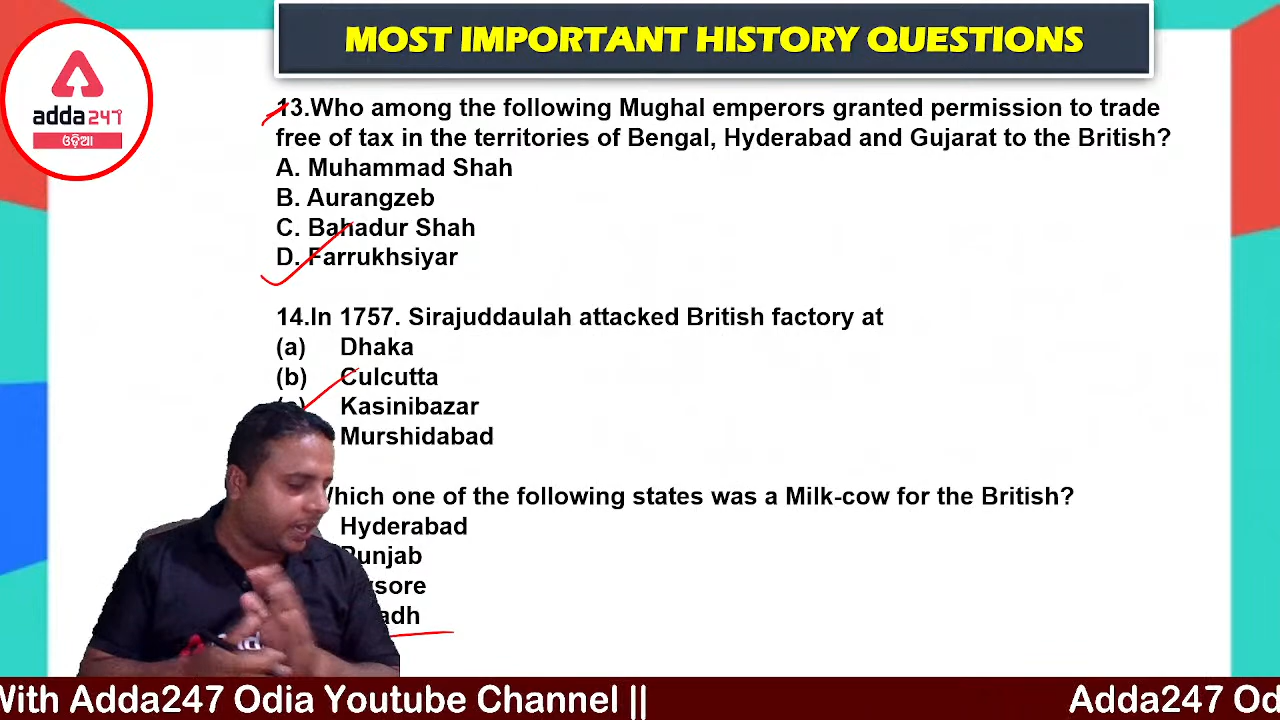 MOST IMPORTANT HISTORY QUESTIONS
adda247
ଓଡ଼ିଆ
13.Who among the following Mughal emperors granted permission to trade
free of tax in the territories of Bengal, Hyderabad and Gujarat to the British?
A. Muhammad Shah
B. Aurangzeb
C. Bahadur Shah
D. Farrukhsiyar
14.In 1757. Sirajuddaulah attacked British factory at
(a) Dhaka
(b) Culcutta
Kasinibazar
Murshidabad
Which one of the following states was a Milk-cow for the British?
Hyderabad
Punjab
With Adda247 Odia Youtube Channel || Adda247